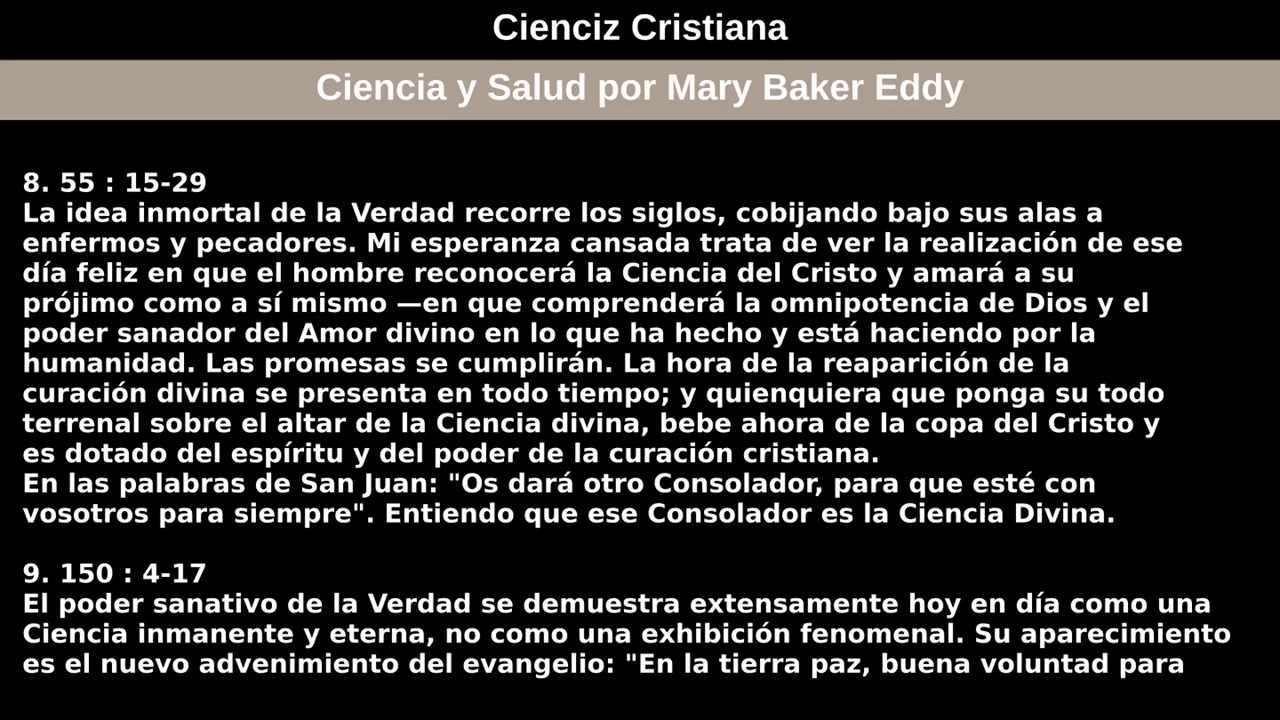 Cienciz Cristiana
Ciencia y Salud por Mary Baker Eddy
8. 55 : 15-29
La idea inmortal de la Verdad recorre los siglos, cobijando bajo sus alas a
enfermos y pecadores. Mi esperanza cansada trata de ver la realización de ese
día feliz en que el hombre reconocerá la Ciencia del Cristo y amará a su
prójimo como a sí mismo —en que comprenderá la omnipotencia de Dios y el
poder sanador del Amor divino en lo que ha hecho y está haciendo por la
humanidad. Las promesas se cumplirán. La hora de la reaparición de la
curación divina se presenta en todo tiempo; y quienquiera que ponga su todo
terrenal sobre el altar de la Ciencia divina, bebe ahora de la copa del Cristo y
es dotado del espíritu y del poder de la curación cristiana.
En las palabras de San Juan: "Os dará otro Consolador, para que esté con
vosotros para siempre". Entiendo que ese Consolador es la Ciencia Divina.
9. 150 : 4-17
El poder sanativo de la Verdad se demuestra extensamente hoy en día como una
Ciencia inmanente y eterna, no como una exhibición fenomenal. Su aparecimiento
es el nuevo advenimiento del evangelio: "En la tierra paz, buena voluntad para